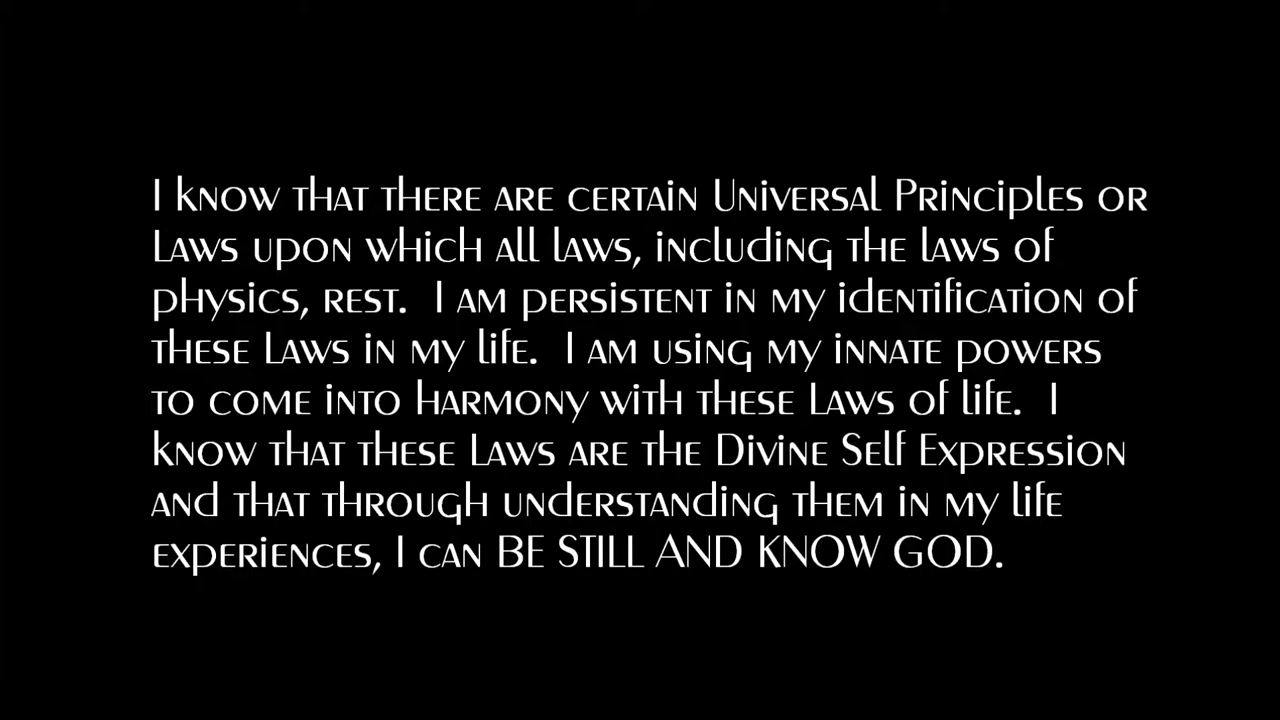 I know that there are certain Universal Principles or
Laws upon which all laws, including the laws of
physics, rest.  I am persistent in my identification of
these Laws in my life.  I am using my innate powers
to come into harmony with these Laws of life.  I
know that these Laws are the Divine Self Expression
and that through understanding them in my life
experiences, I can BE STILL AND KNOW GOD.